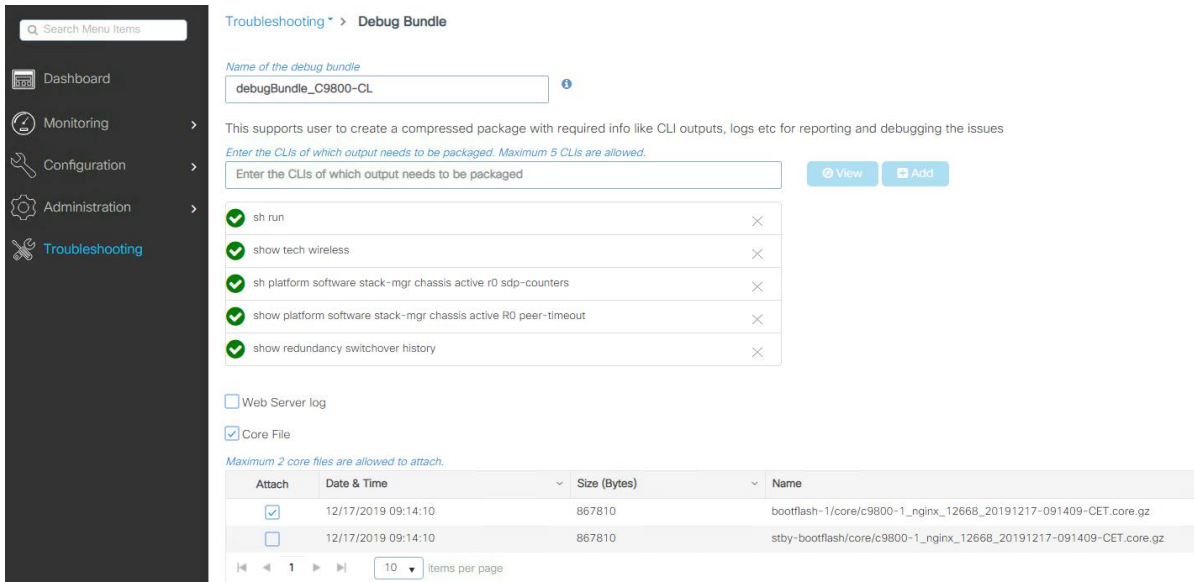 Search Menu Items
Dashboard
Monitoring
Configuration
Administration
Troubleshooting
Troubleshooting > Debug Bundle
Name of the debug bundle
debugBundle_C9800-CL
This supports user to create a compressed package with required info like CLI outputs, logs etc for reporting and debugging the issues
Enter the CLIs of which output needs to be packaged. Maximum 5 CLIs are allowed.
Enter the CLIs of which output needs to be packaged View Add
sh run
show tech wireless
sh platform software stack-mgr chassis active r0 sdp-counters
show platform software stack-mgr chassis active R0 peer-timeout
show redundancy switchover history
Web Server log
Core File
Maximum 2 core files are allowed to attach.
Attach Date & Time Size (Bytes) Name
12/17/2019 09:14:10 867810 bootflash-1/core/c9800-1_nginx_12668_20191217-091409-CET.core.gz
12/17/2019 09:14:10 867810 stby-bootflash/core/c9800-1_nginx_12668_20191217-091409-CET.core.gz
1 10 items per page